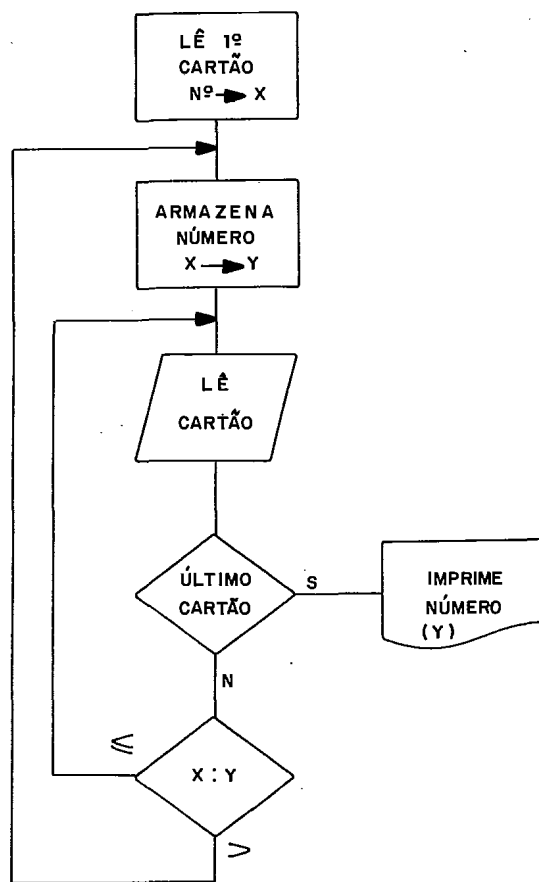 LÊ 1º
CARTÃO
Nº → X
ARMAZENA
NÚMERO
X → Y
LÊ
CARTÃO
ÚLTIMO
CARTÃO
S
IMPRIME
NÚMERO
(Y)
N
≤
X : Y
>